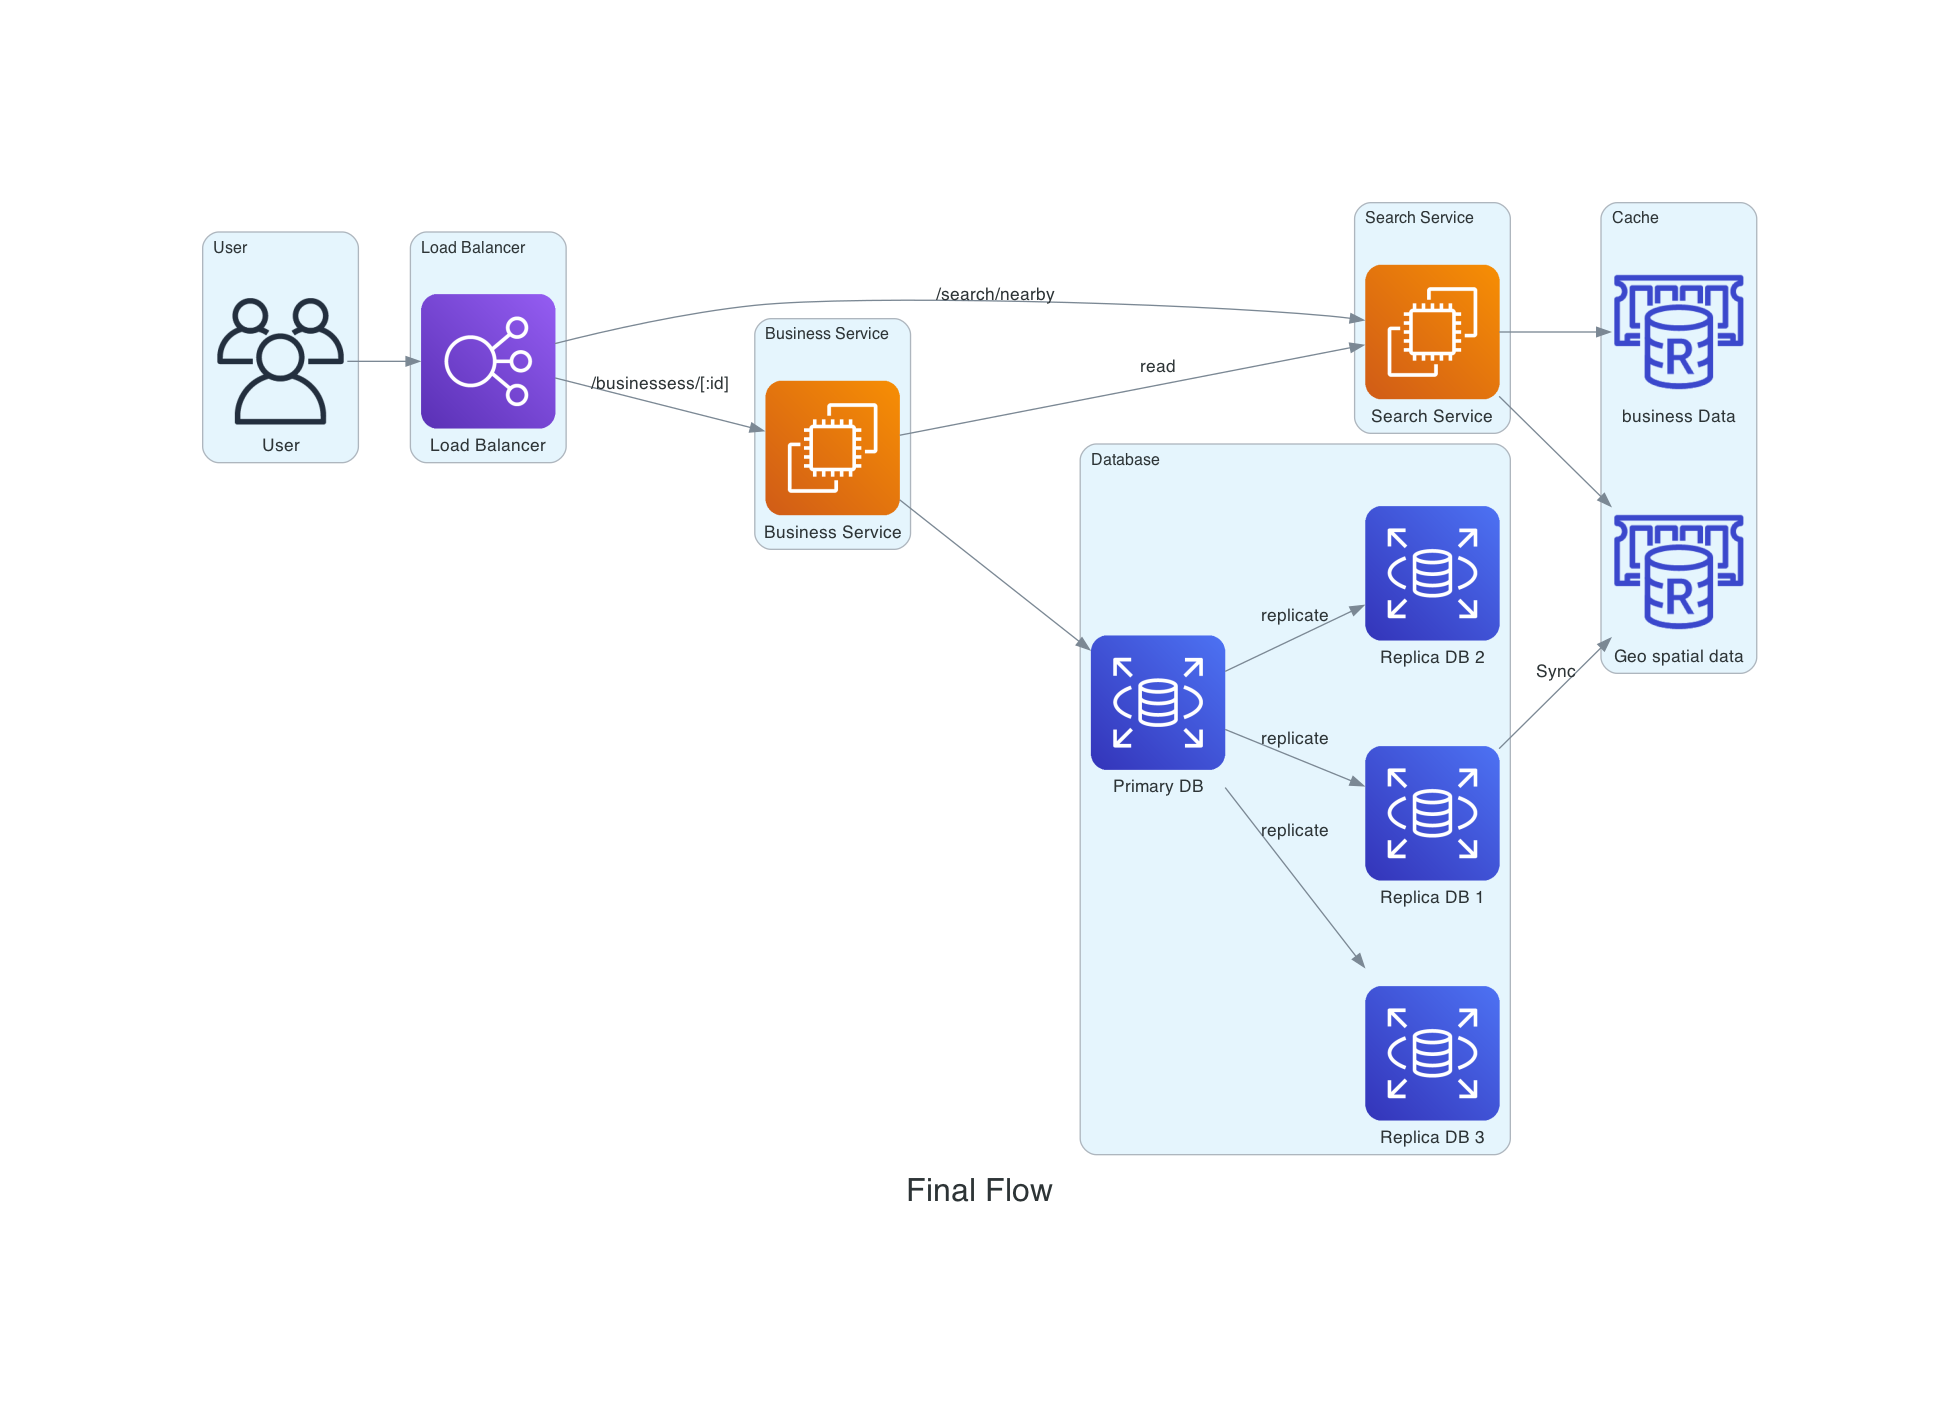 User
User
Load Balancer
Load Balancer
/search/nearby
/businessess/[:id]
Business Service
Business Service
read
Search Service
Search Service
Cache
business Data
Geo spatial data
Database
Primary DB
replicate
replicate
replicate
Replica DB 2
Replica DB 1
Replica DB 3
Sync
R
R
Final Flow